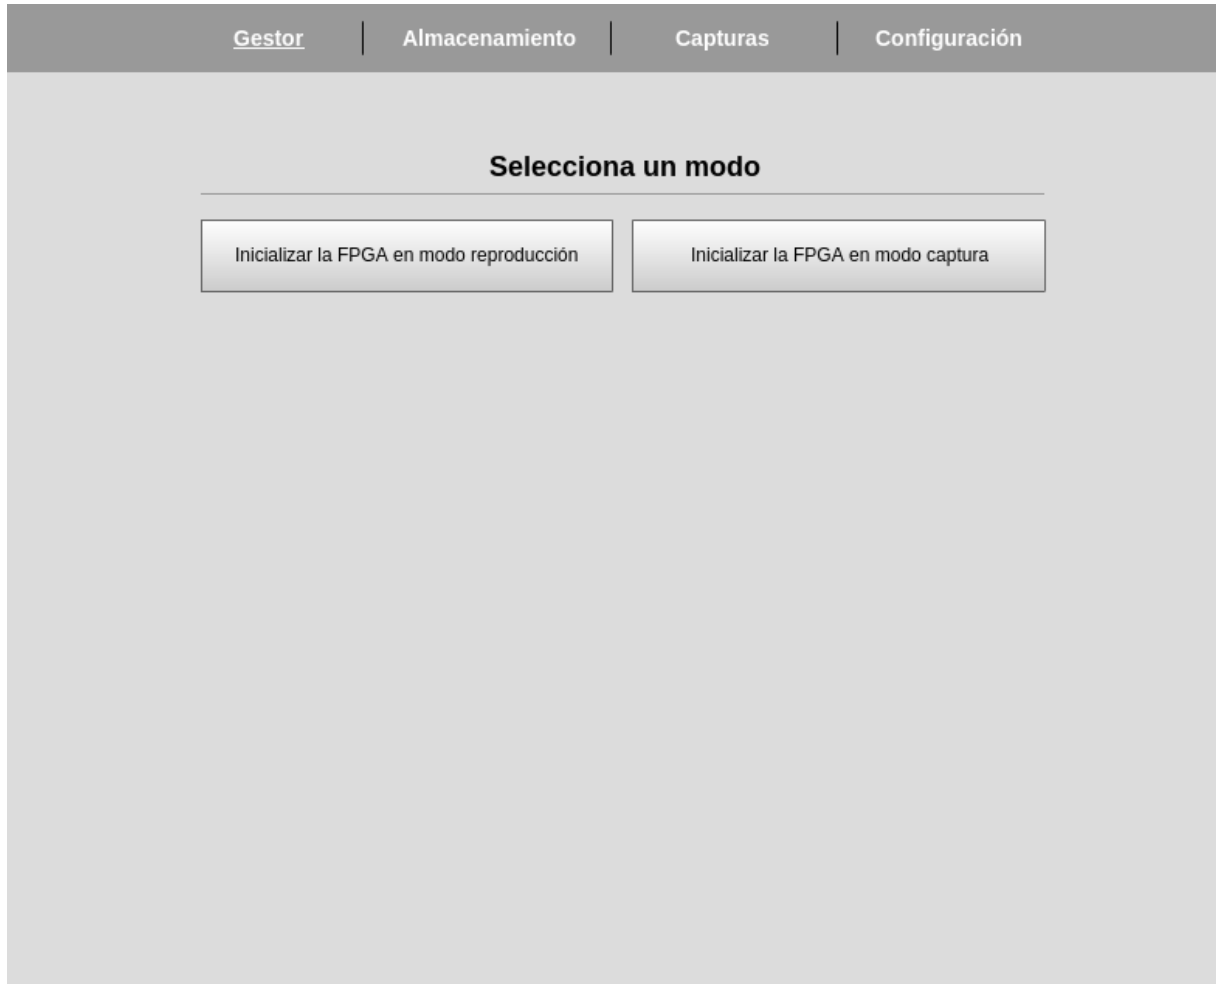 Gestor Almacenamiento Capturas Configuración
Selecciona un modo
Inicializar la FPGA en modo reproducción Inicializar la FPGA en modo captura